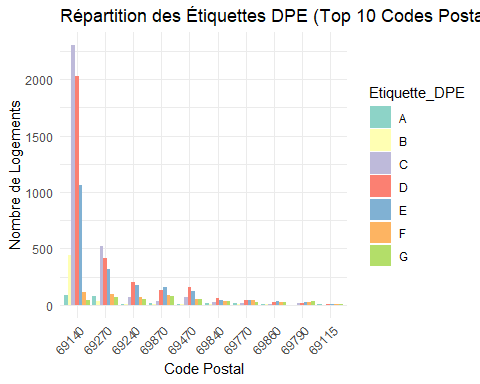 Répartition des Étiquettes DPE (Top 10 Codes Posta
Nombre de Logements
2000
1500
1000
500
0
69140
69270
69240
69870
69470
69840
69770
69860
69790
69115
Code Postal
Etiquette_DPE
A
B
C
D
E
F
G